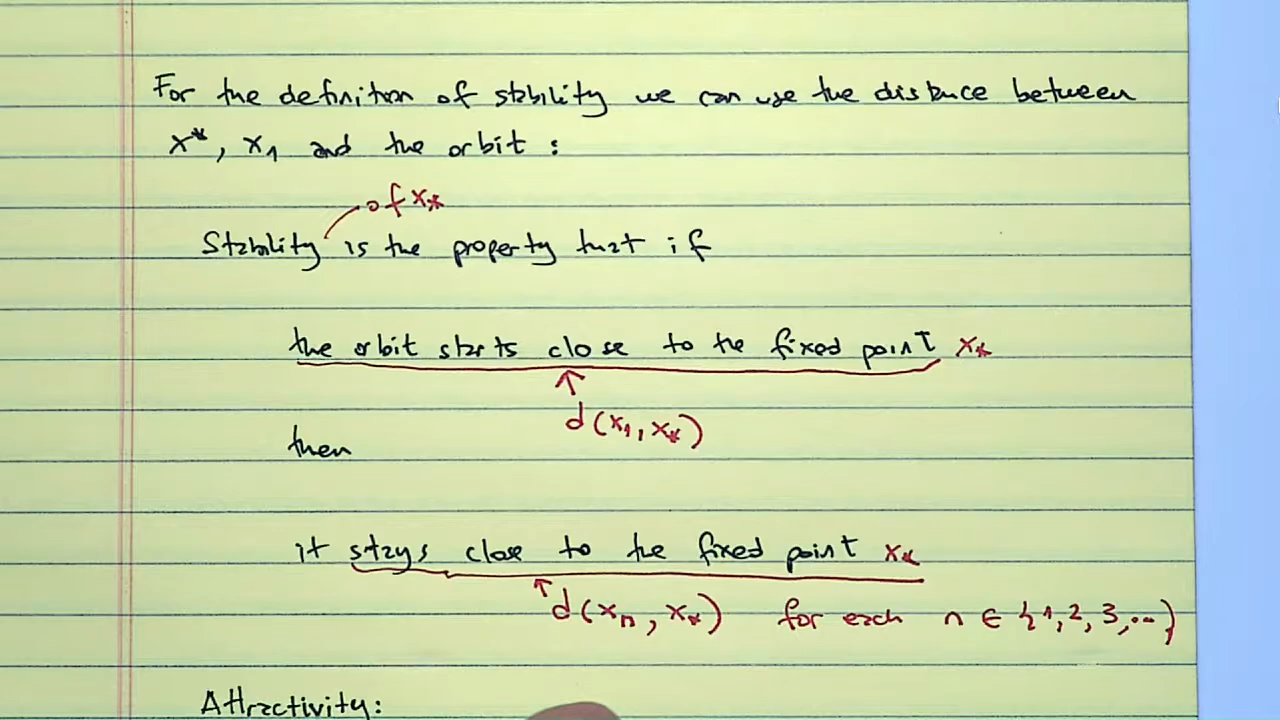 For the definition of stability we can use the distance between
x*, x₁ and the orbit :
of x*
Stability is the property that if
the orbit starts close to the fixed point x*
d(x₁, x*)
then
it stays close to the fixed point x*
d(xₙ, x*) for each n ∈ {1, 2, 3, ...}
Attractivity: